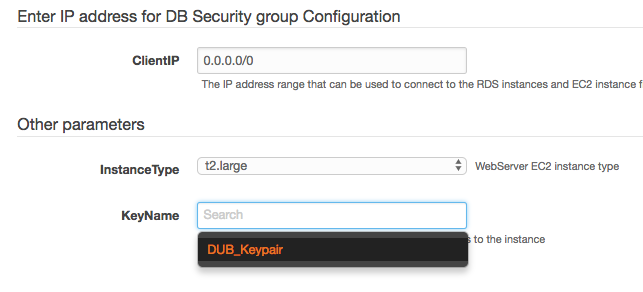 Enter IP address for DB Security group Configuration
ClientIP 0.0.0.0/0
The IP address range that can be used to connect to the RDS instances and EC2 instance
Other parameters
InstanceType t2.large WebServer EC2 instance type
KeyName Search
to the instance
DUB_Keypair